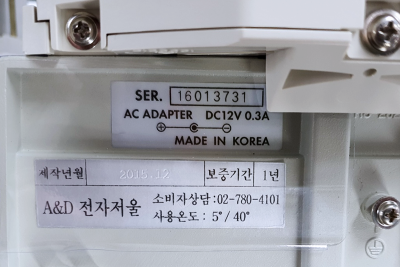 SER. 16013731
AC ADAPTER DC12V 0.3A
MADE IN KOREA
제작년월 보증기간 1년
A&D 전자저울 소비자상담:02-780-4101
사용온도: 5°/40°